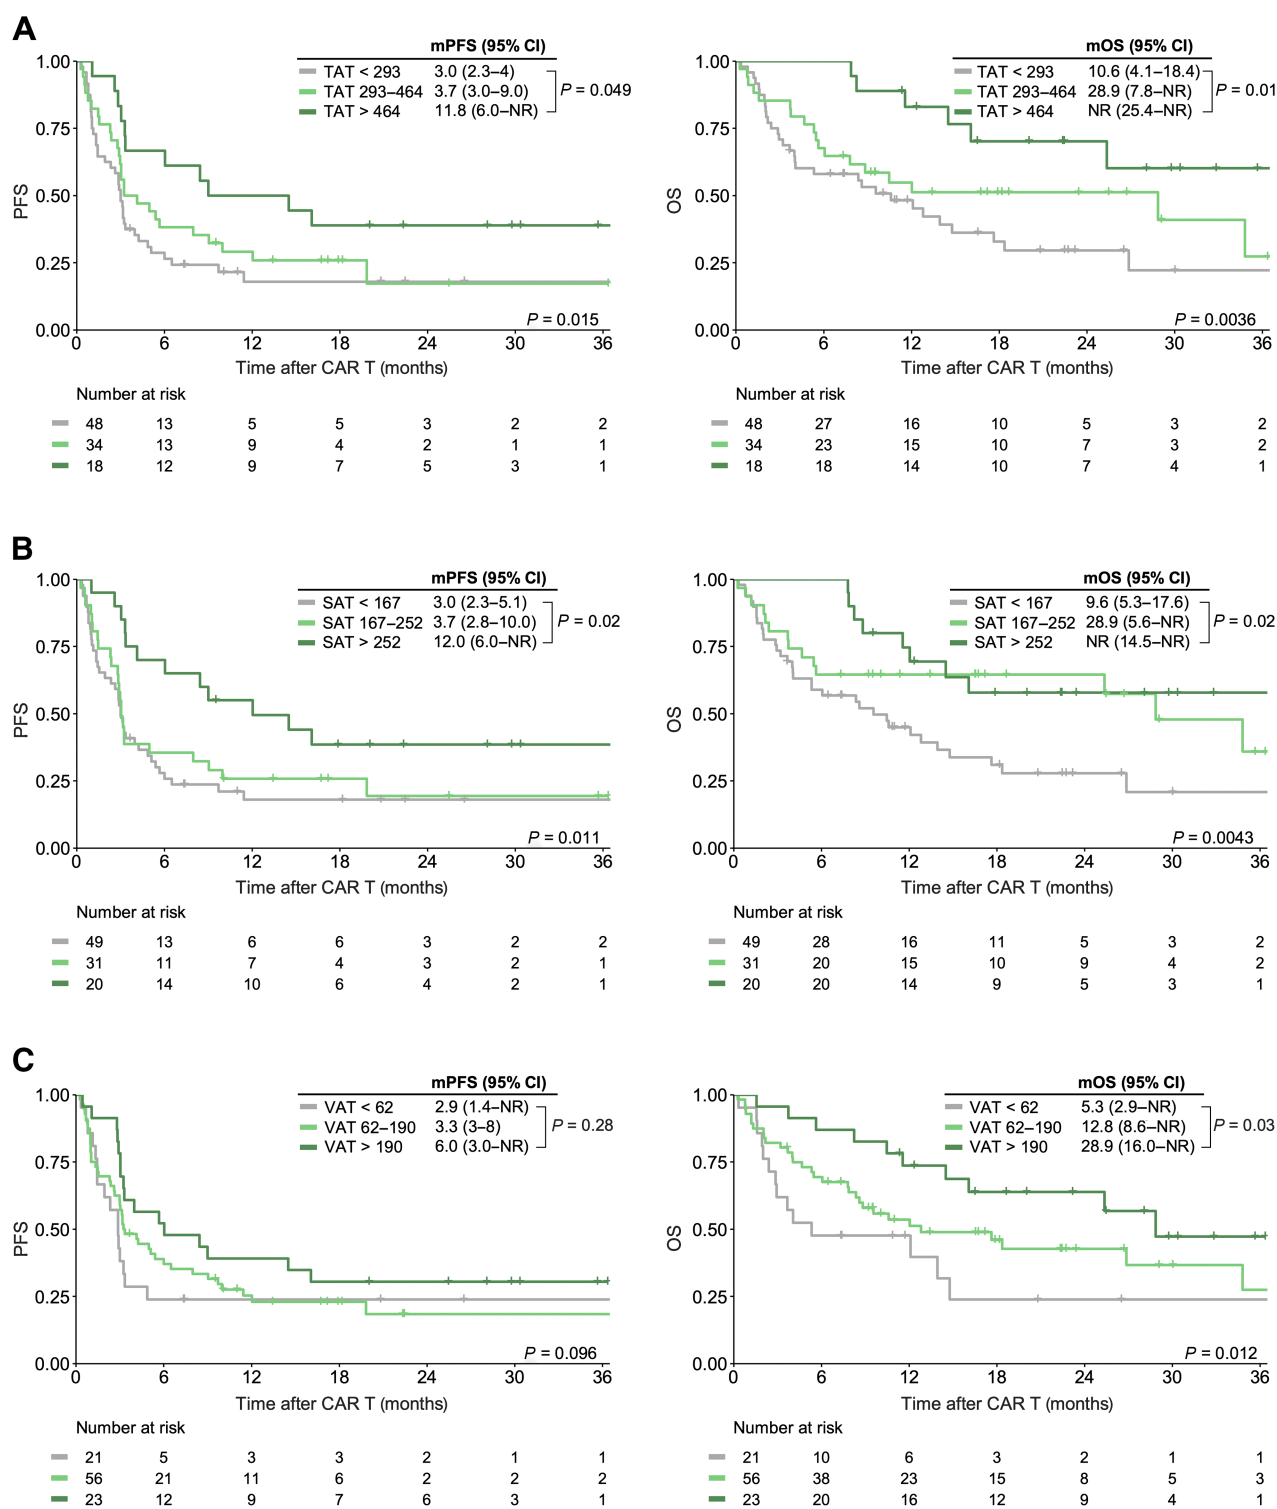 A
mPFS (95% CI)
TAT < 293 3.0 (2.3–4)
TAT 293–464 3.7 (3.0–9.0)
TAT > 464 11.8 (6.0–NR)
P = 0.049
1.00
0.75
0.50
0.25
0.00
PFS
P = 0.015
0 6 12 18 24 30 36
Time after CAR T (months)
Number at risk
48 13 5 5 3 2 2
34 13 9 4 2 1 1
18 12 9 7 5 3 1
mOS (95% CI)
TAT < 293 10.6 (4.1–18.4)
TAT 293–464 28.9 (7.8–NR)
TAT > 464 NR (25.4–NR)
P = 0.01
1.00
0.75
0.50
0.25
0.00
OS
P = 0.0036
0 6 12 18 24 30 36
Time after CAR T (months)
Number at risk
48 27 16 10 5 3 2
34 23 15 10 7 3 2
18 18 14 10 7 4 1
B
mPFS (95% CI)
SAT < 167 3.0 (2.3–5.1)
SAT 167–252 3.7 (2.8–10.0)
SAT > 252 12.0 (6.0–NR)
P = 0.02
1.00
0.75
0.50
0.25
0.00
PFS
P = 0.011
0 6 12 18 24 30 36
Time after CAR T (months)
Number at risk
49 13 6 6 3 2 2
31 11 7 4 3 2 1
20 14 10 6 4 2 1
mOS (95% CI)
SAT < 167 9.6 (5.3–17.6)
SAT 167–252 28.9 (5.6–NR)
SAT > 252 NR (14.5–NR)
P = 0.02
1.00
0.75
0.50
0.25
0.00
OS
P = 0.0043
0 6 12 18 24 30 36
Time after CAR T (months)
Number at risk
49 28 16 11 5 3 2
31 20 15 10 9 4 2
20 20 14 9 5 3 1
C
mPFS (95% CI)
VAT < 62 2.9 (1.4–NR)
VAT 62–190 3.3 (3–8)
VAT > 190 6.0 (3.0–NR)
P = 0.28
1.00
0.75
0.50
0.25
0.00
PFS
P = 0.096
0 6 12 18 24 30 36
Time after CAR T (months)
Number at risk
21 5 3 3 2 1 1
56 21 11 6 2 2 2
23 12 9 7 6 3 1
mOS (95% CI)
VAT < 62 5.3 (2.9–NR)
VAT 62–190 12.8 (8.6–NR)
VAT > 190 28.9 (16.0–NR)
P = 0.03
1.00
0.75
0.50
0.25
0.00
OS
P = 0.012
0 6 12 18 24 30 36
Time after CAR T (months)
Number at risk
21 10 6 3 2 1 1
56 38 23 15 8 5 3
23 20 16 12 9 4 1